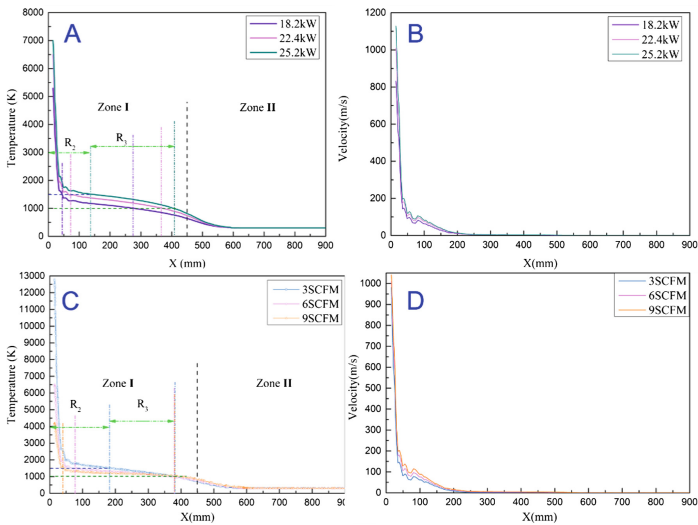 A
18.2kW
22.4kW
25.2kW
Zone I
Zone II
R2
R3
Temperature (K)
8000
7000
6000
5000
4000
3000
2000
1000
0
0 100 200 300 400 500 600 700 800 900
X (mm)
B
18.2kW
22.4kW
25.2kW
Velocity(m/s)
1200
1000
800
600
400
200
0
0 100 200 300 400 500 600 700 800 900
X(mm)
C
3SCFM
6SCFM
9SCFM
Zone I
Zone II
R2
R3
Temperature (K)
13000
12000
11000
10000
9000
8000
7000
6000
5000
4000
3000
2000
1000
0
0 100 200 300 400 500 600 700 800 900
X(mm)
D
3SCFM
6SCFM
9SCFM
Velocity(m/s)
1000
900
800
700
600
500
400
300
200
100
0
0 100 200 300 400 500 600 700 800 900
X(mm)